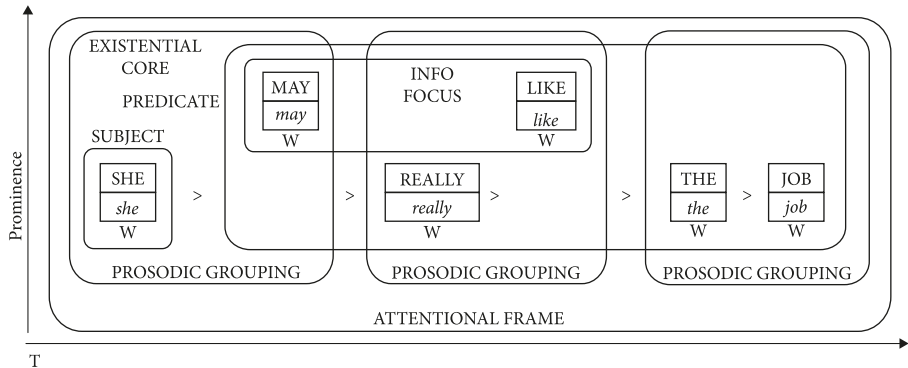 EXISTENTIAL
CORE
PREDICATE
SUBJECT
MAY
may
W
INFO
FOCUS
LIKE
like
W
SHE
she
W
>
>
REALLY
really
W
>
>
THE
the
W
>
JOB
job
W
PROSODIC GROUPING
PROSODIC GROUPING
PROSODIC GROUPING
ATTENTIONAL FRAME
Prominence
T